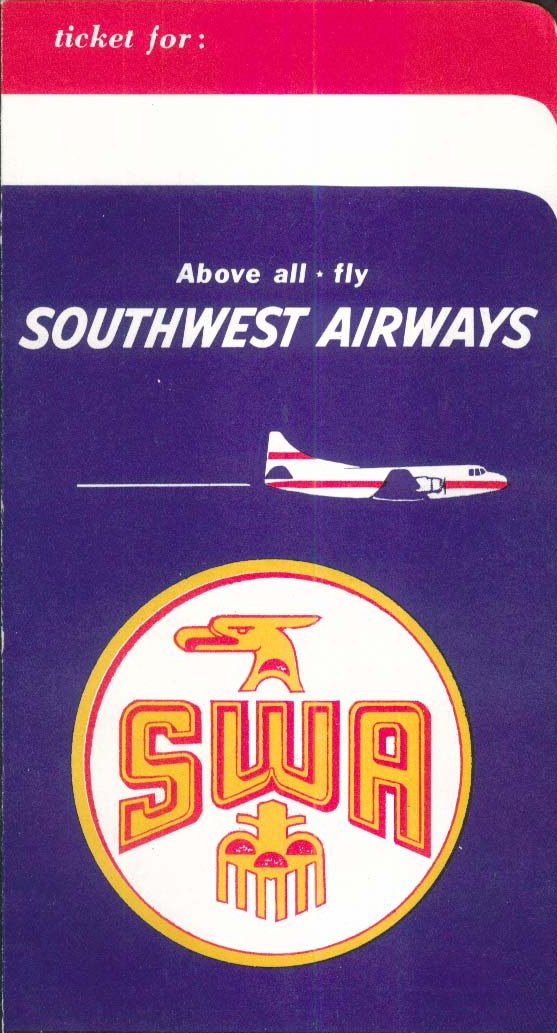 ticket for:
Above all ⋆ fly
SOUTHWEST AIRWAYS
SWA